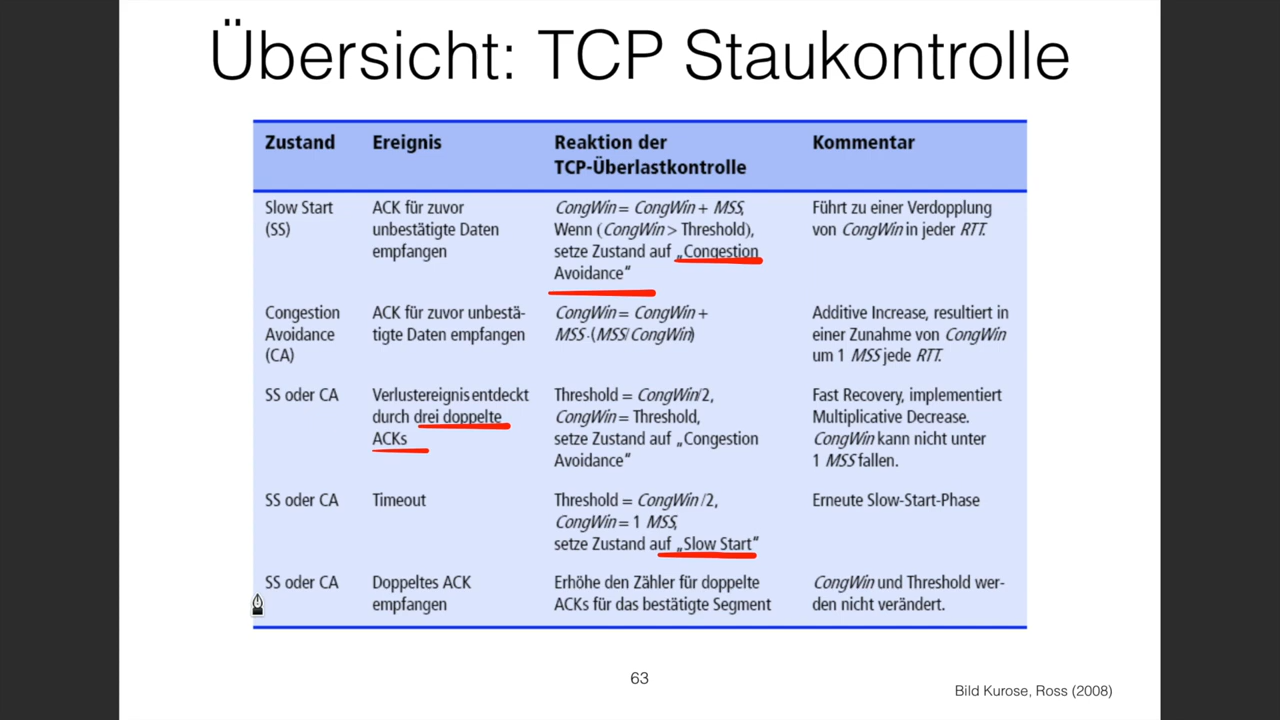 Übersicht: TCP Staukontrolle
Zustand Ereignis Reaktion der TCP-Überlastkontrolle Kommentar
Slow Start (SS)
ACK für zuvor
unbestätigte Daten
empfangen
CongWin = CongWin + MSS,
Wenn (CongWin > Threshold),
setze Zustand auf „Congestion
Avoidance“
Führt zu einer Verdopplung
von CongWin in jeder RTT.
Congestion
Avoidance
(CA)
ACK für zuvor unbestä-
tigte Daten empfangen
CongWin = CongWin +
MSS·(MSS/CongWin)
Additive Increase, resultiert in
einer Zunahme von CongWin
um 1 MSS jede RTT.
SS oder CA
Verlustereignis entdeckt
durch drei doppelte
ACKs
Threshold = CongWin/2,
CongWin = Threshold,
setze Zustand auf „Congestion
Avoidance“
Fast Recovery, implementiert
Multiplicative Decrease.
CongWin kann nicht unter
1 MSS fallen.
SS oder CA
Timeout
Threshold = CongWin /2,
CongWin = 1 MSS,
setze Zustand auf „Slow Start“
Erneute Slow-Start-Phase
SS oder CA
Doppeltes ACK
empfangen
Erhöhe den Zähler für doppelte
ACKs für das bestätigte Segment
CongWin und Threshold wer-
den nicht verändert.
63
Bild Kurose, Ross (2008)